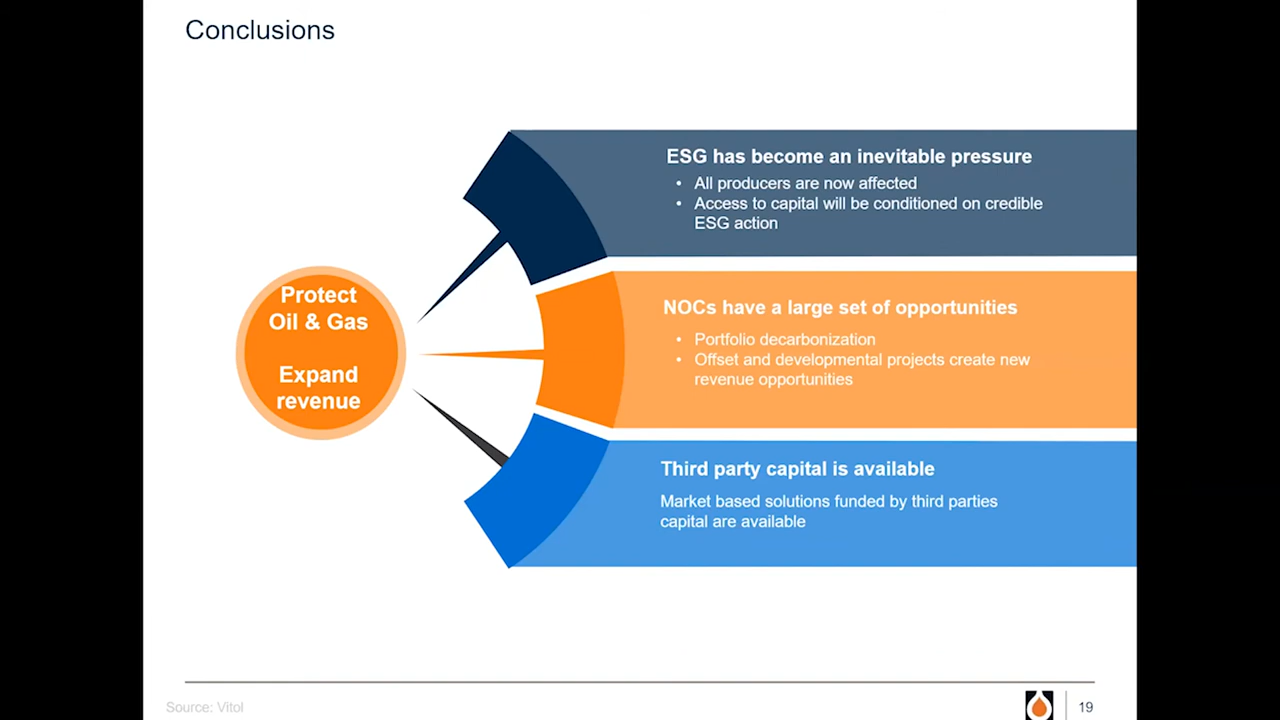 Conclusions
ESG has become an inevitable pressure
• All producers are now affected
• Access to capital will be conditioned on credible
ESG action
Protect
Oil & Gas
Expand
revenue
NOCs have a large set of opportunities
• Portfolio decarbonization
• Offset and developmental projects create new
revenue opportunities
Third party capital is available
Market based solutions funded by third parties
capital are available
Source: Vitol
19